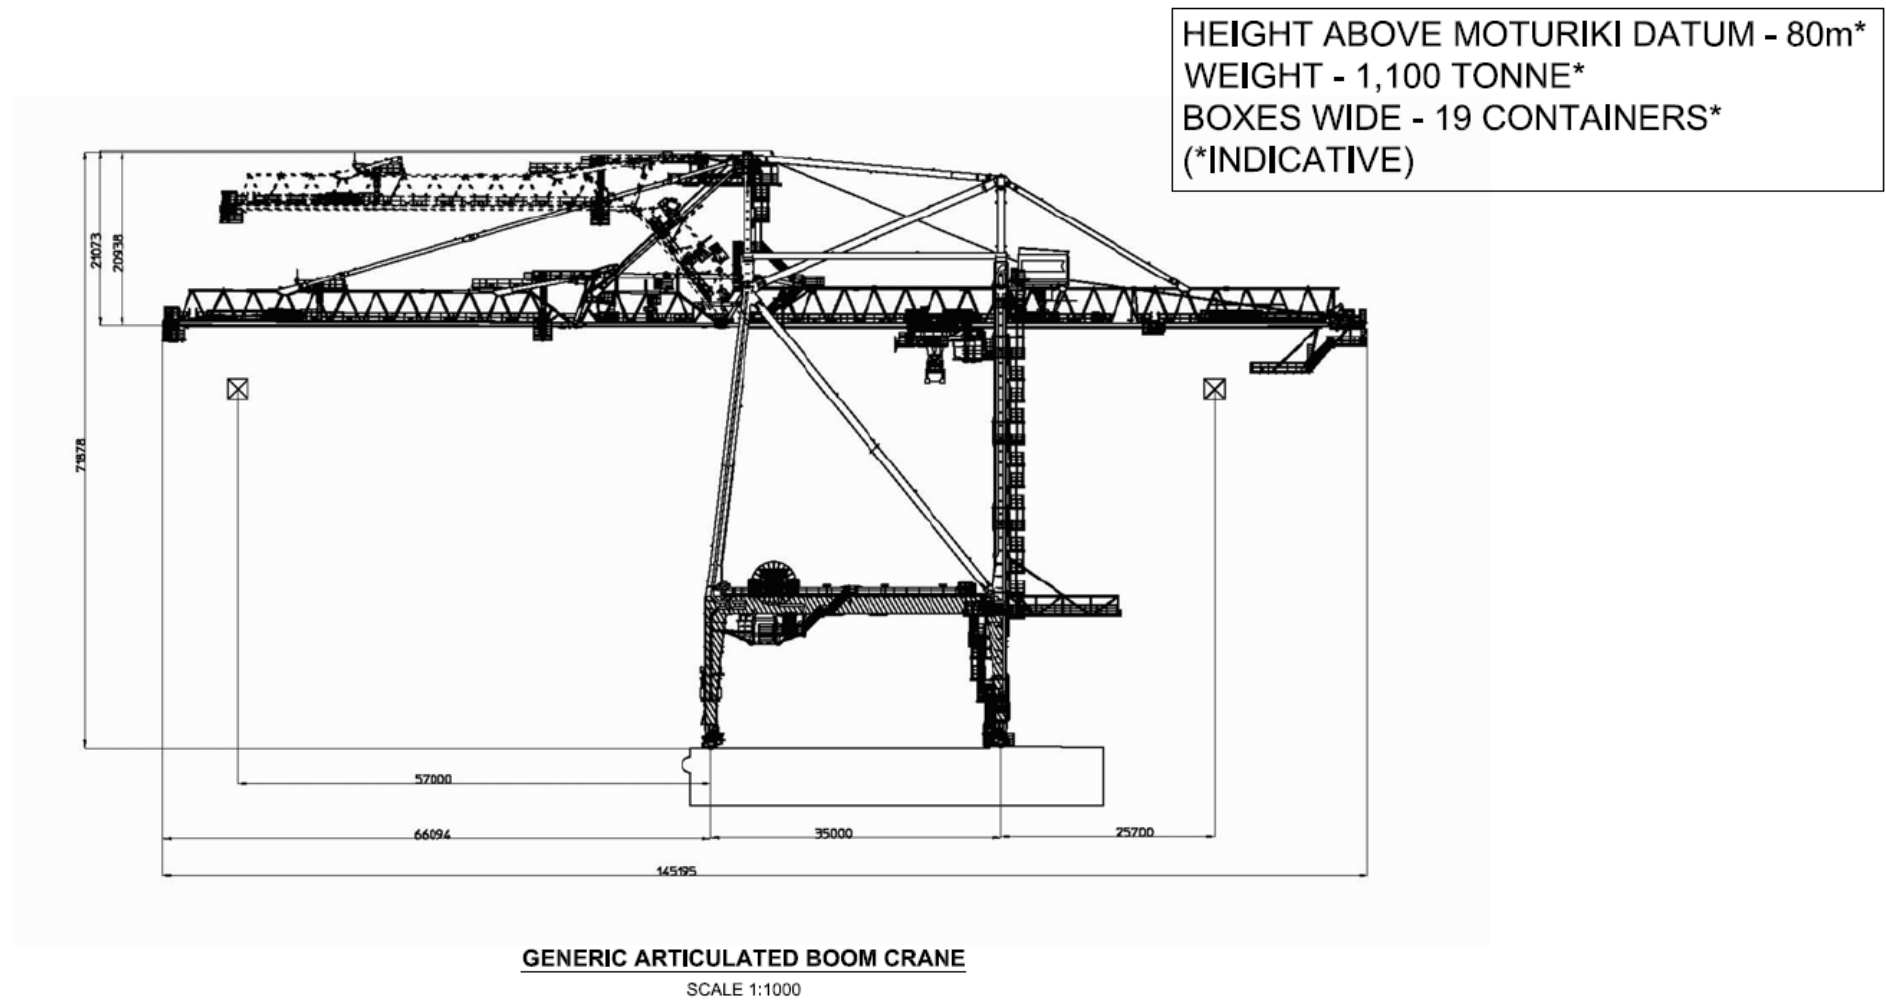 HEIGHT ABOVE MOTURIKI DATUM - 80m*
WEIGHT - 1,100 TONNE*
BOXES WIDE - 19 CONTAINERS*
(*INDICATIVE)
21073
20938
71878
57000
66094
35000
25700
145195
GENERIC ARTICULATED BOOM CRANE
SCALE 1:1000